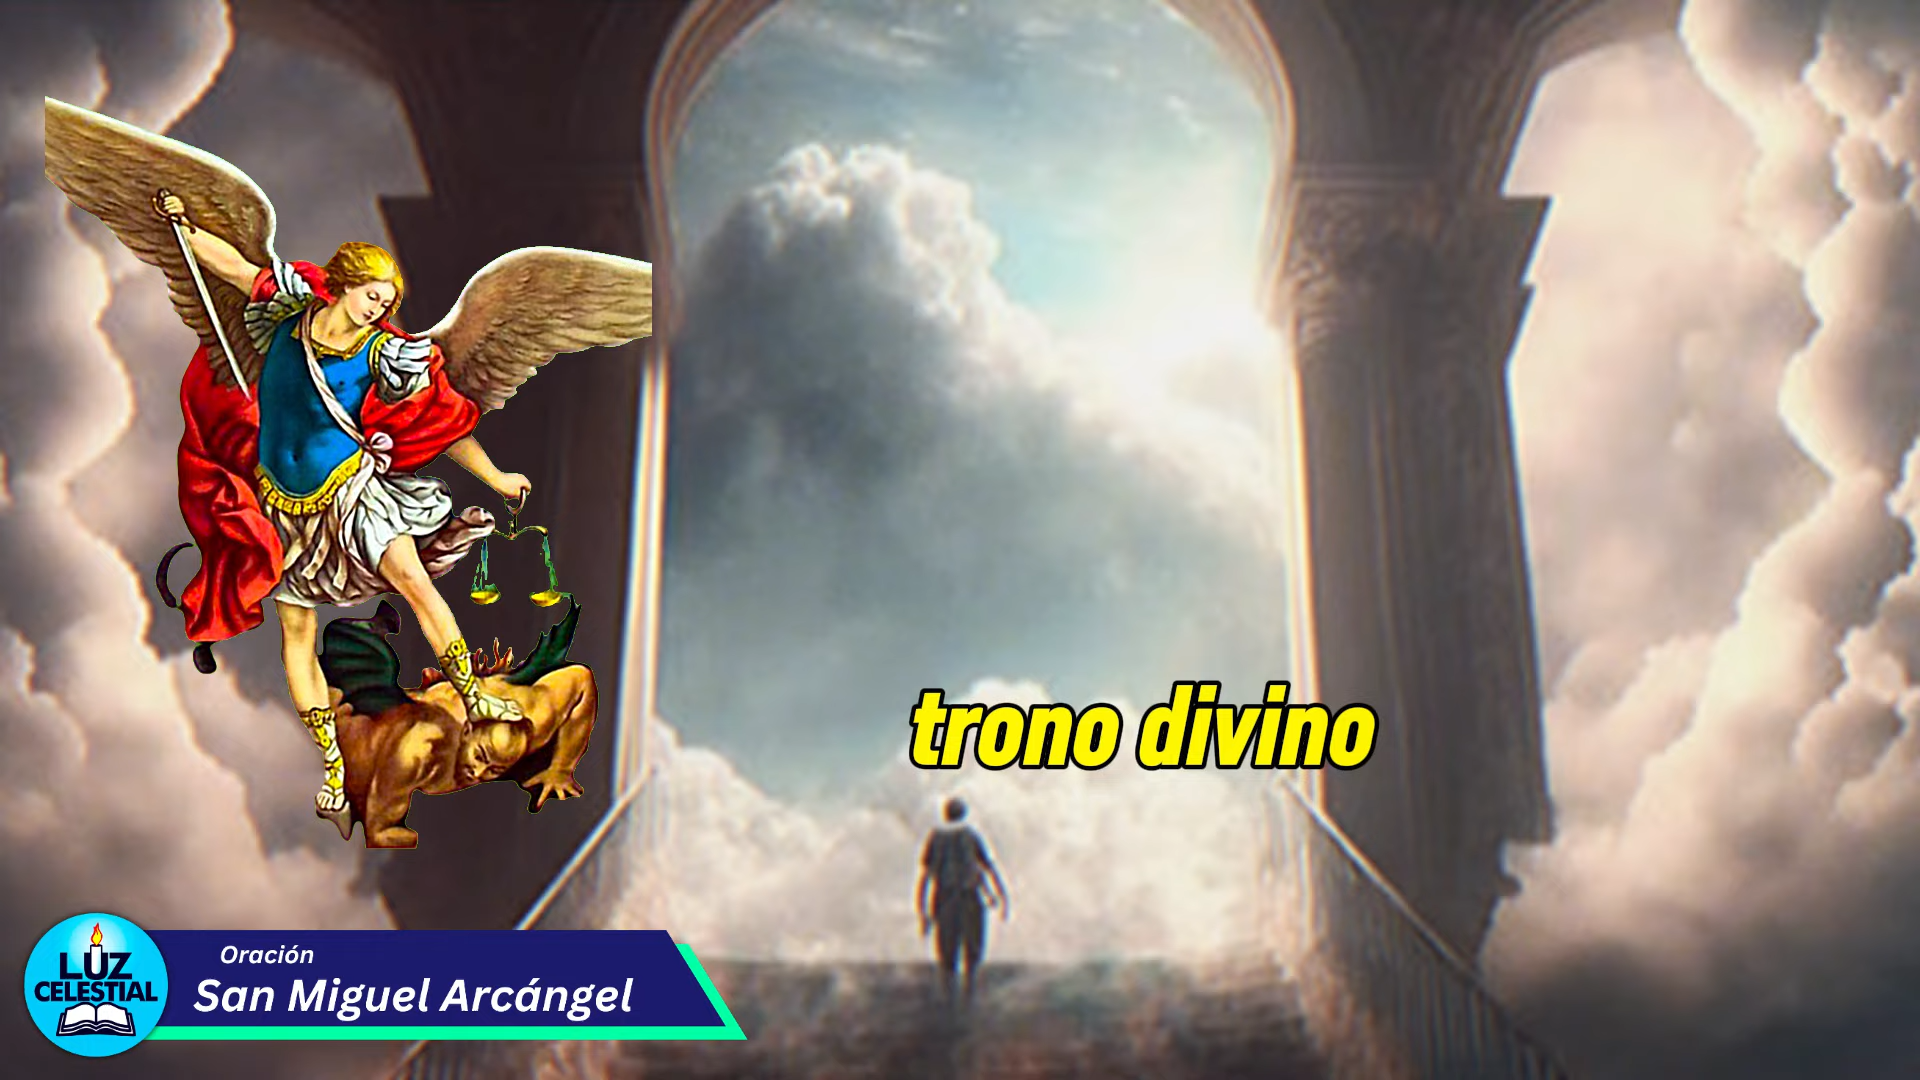 trono divino
Oración
San Miguel Arcángel
LUZ
CELESTIAL